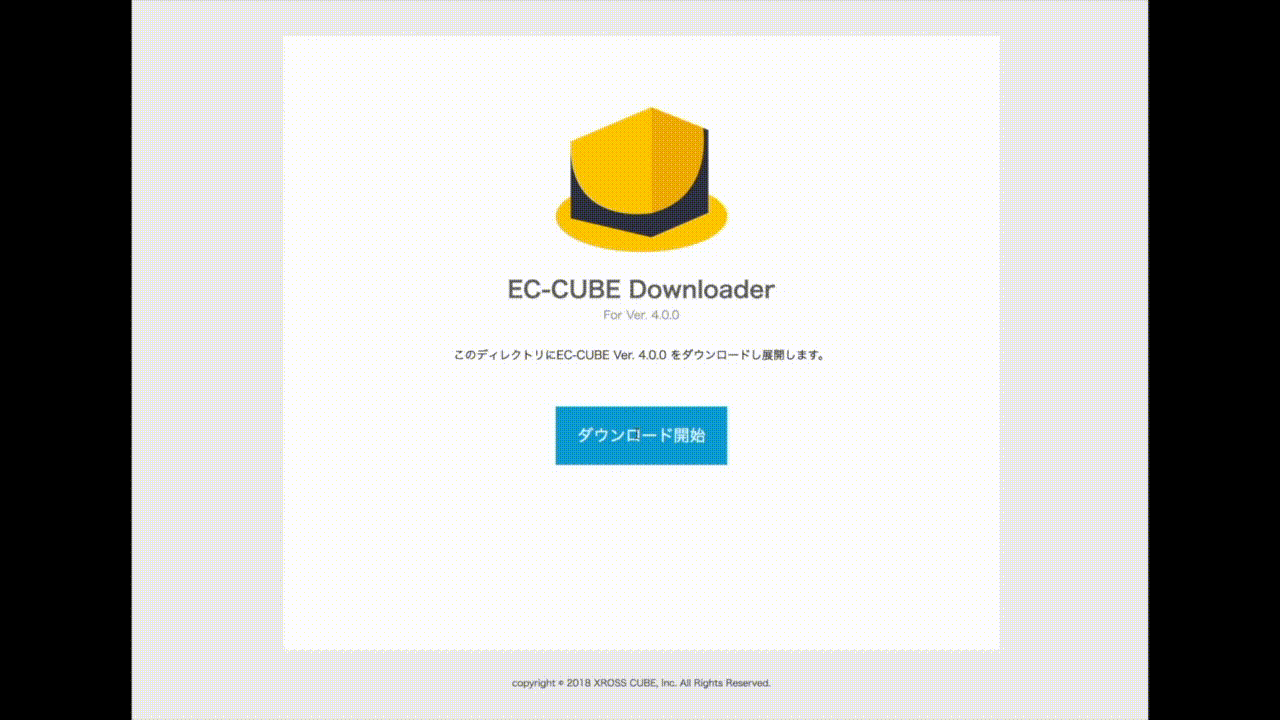 EC-CUBE Downloader
For Ver. 4.0.0
このディレクトリにEC-CUBE Ver. 4.0.0 をダウンロードし展開します。
ダウンロード開始
copyright © 2018 XROSS CUBE, Inc. All Rights Reserved.